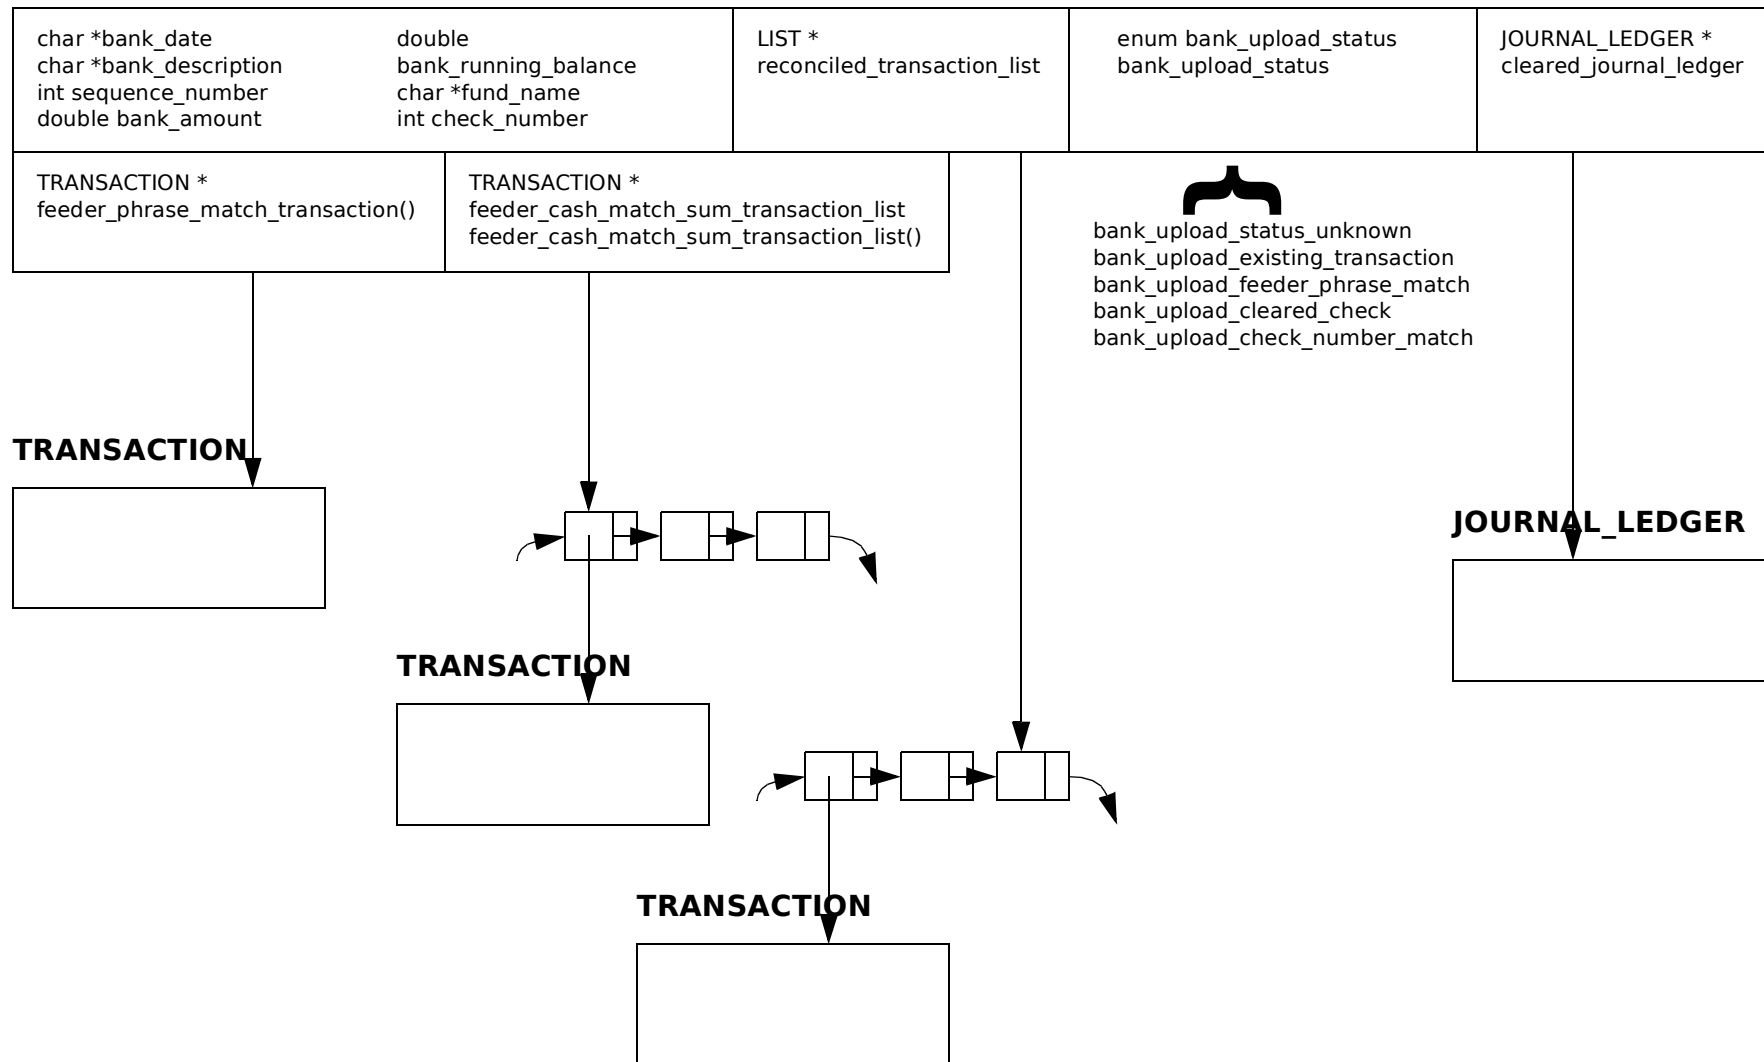 char *bank_date
char *bank_description
int sequence_number
double bank_amount
double
bank_running_balance
char *fund_name
int check_number
LIST *
reconciled_transaction_list
enum bank_upload_status
bank_upload_status
JOURNAL_LEDGER *
cleared_journal_ledger
TRANSACTION *
feeder_phrase_match_transaction()
TRANSACTION *
feeder_cash_match_sum_transaction_list
feeder_cash_match_sum_transaction_list()
{
bank_upload_status_unknown
bank_upload_existing_transaction
bank_upload_feeder_phrase_match
bank_upload_cleared_check
bank_upload_check_number_match
TRANSACTION
JOURNAL_LEDGER
TRANSACTION
TRANSACTION